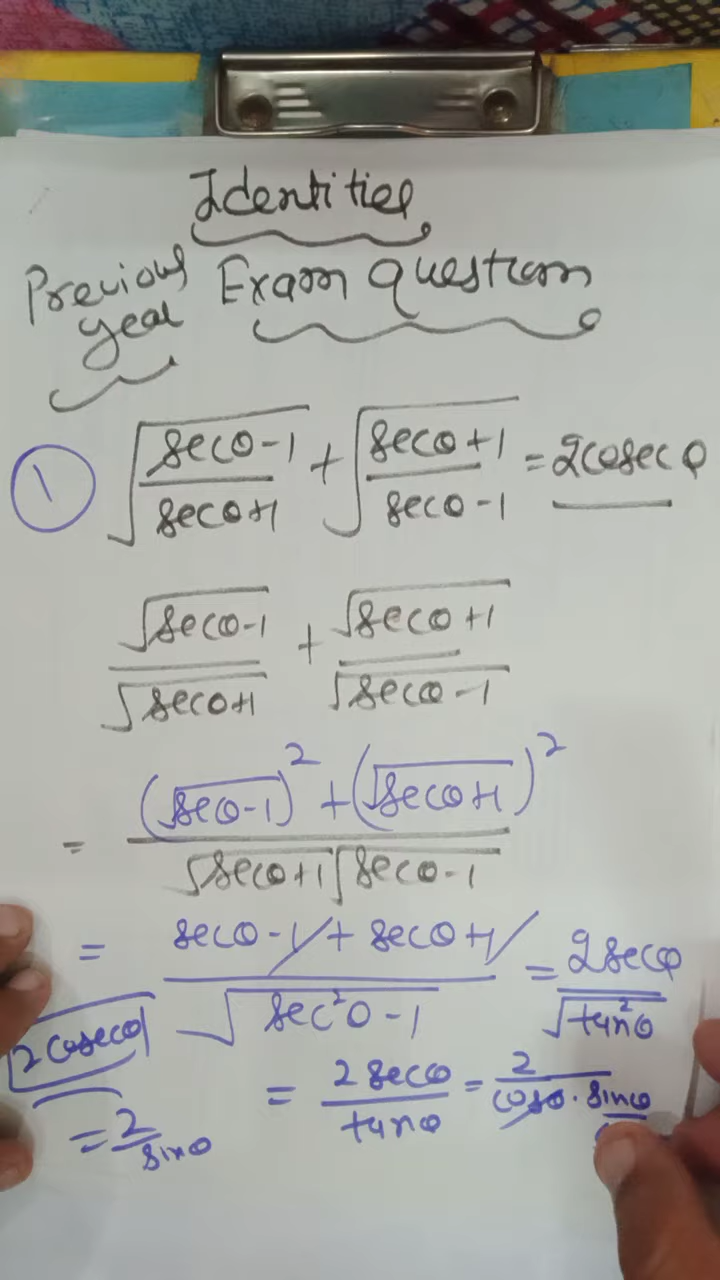 Identities
Previous year Exam question
① √((secθ-1)/(secθ+1)) + √((secθ+1)/(secθ-1)) = 2cosecθ
√(secθ-1)/√(secθ+1) + √(secθ+1)/√(secθ-1)
= ((√(secθ-1))² + (√(secθ+1))²)/(√(secθ+1) √(secθ-1))
= (secθ-1 + secθ+1)/√(sec²θ-1) = 2secθ/√(tan²θ)
= 2secθ/tanθ = 2/(cosθ · sinθ/
= 2/sinθ
2cosecθ